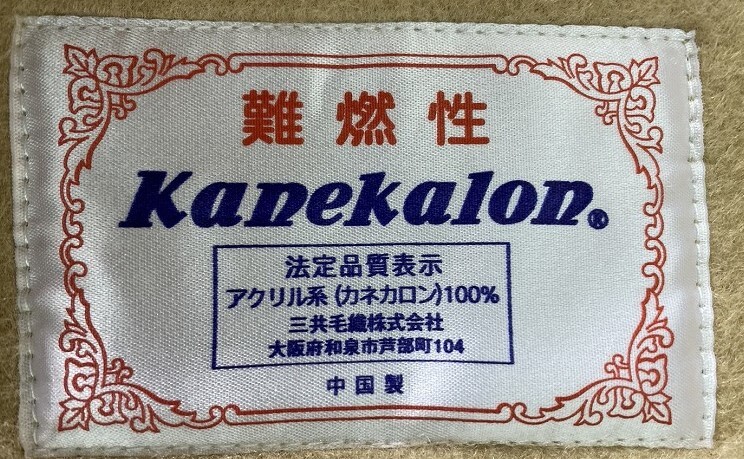 難燃性
Kanekalon®
法定品質表示
アクリル系(カネカロン)100%
三共毛織株式会社
大阪府和泉市芦部町104
中国製